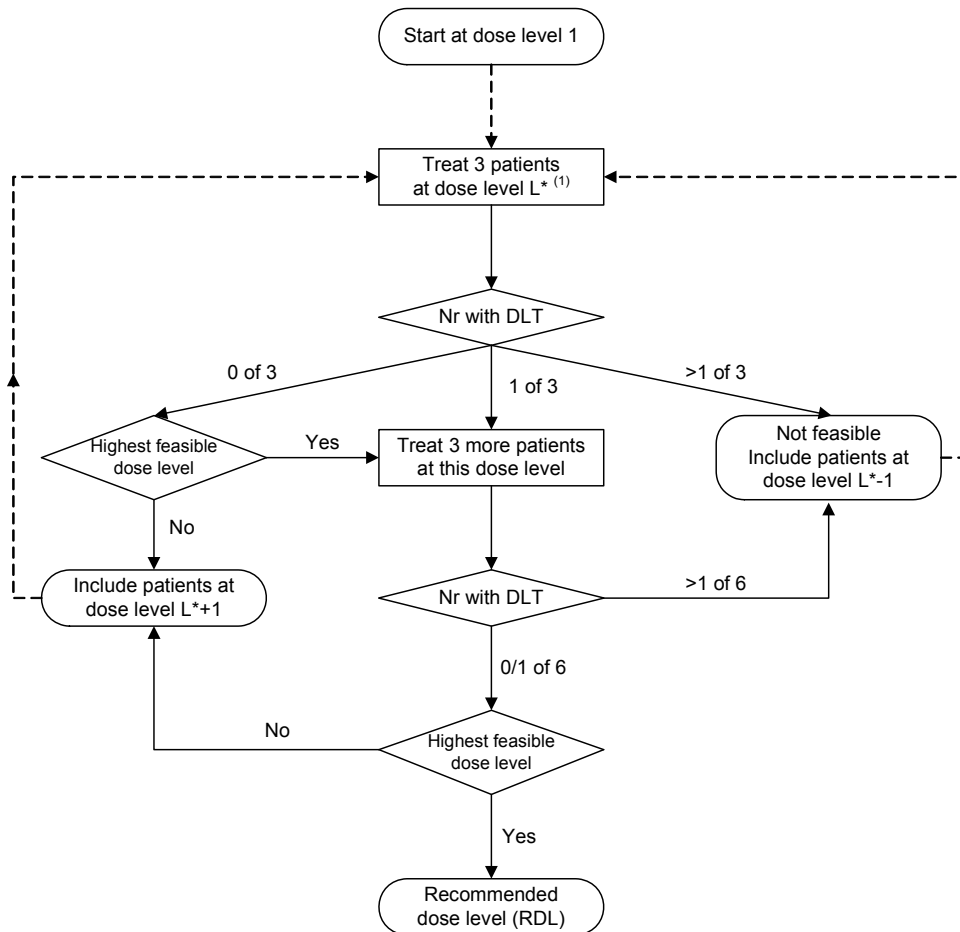 Start at dose level 1
Treat 3 patients
at dose level L* (1)
Nr with DLT
0 of 3
1 of 3
>1 of 3
Highest feasible
dose level
Yes
Treat 3 more patients
at this dose level
Not feasible
Include patients at
dose level L*-1
No
Include patients at
dose level L*+1
Nr with DLT
>1 of 6
0/1 of 6
No
Highest feasible
dose level
Yes
Recommended
dose level (RDL)